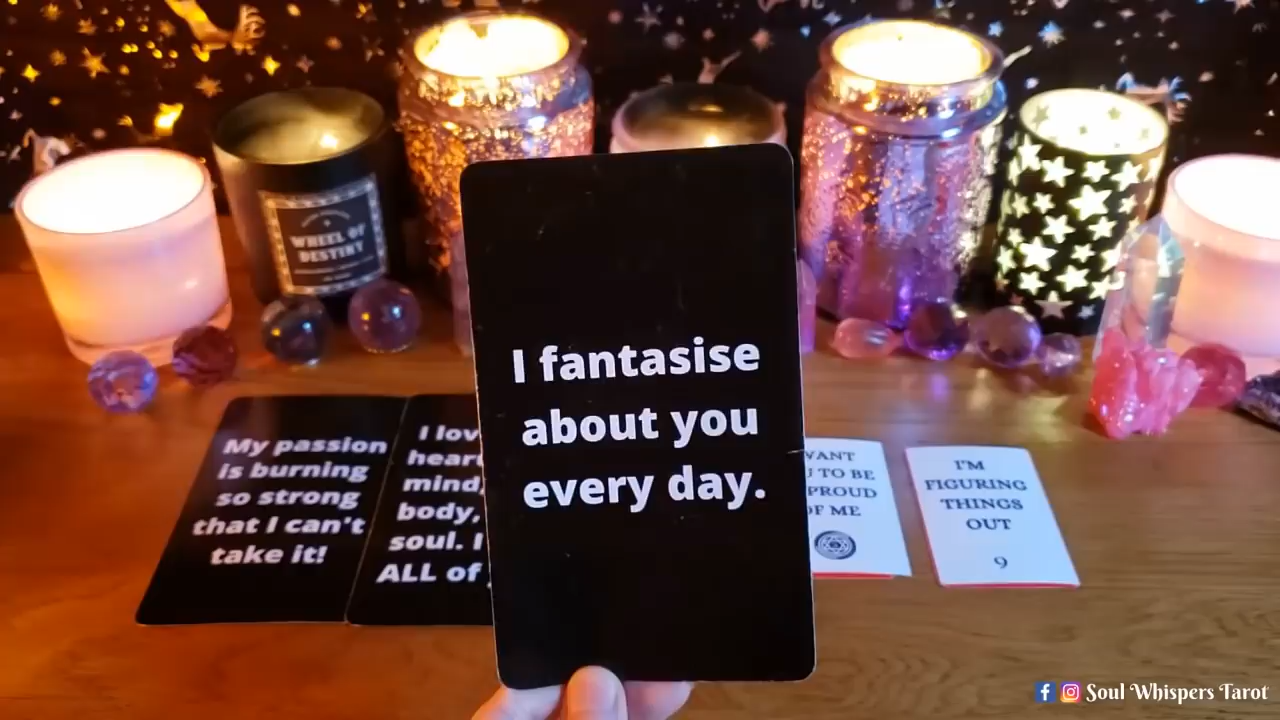 WHEEL OF
DESTINY
I fantasise
about you
every day.
My passion
is burning
so strong
that I can't
take it!
I lov
hear
mind,
body,
soul. I
ALL of
WANT
TO BE
PROUD
OF ME
I'M
FIGURING
THINGS
OUT
9
Soul Whispers Tarot